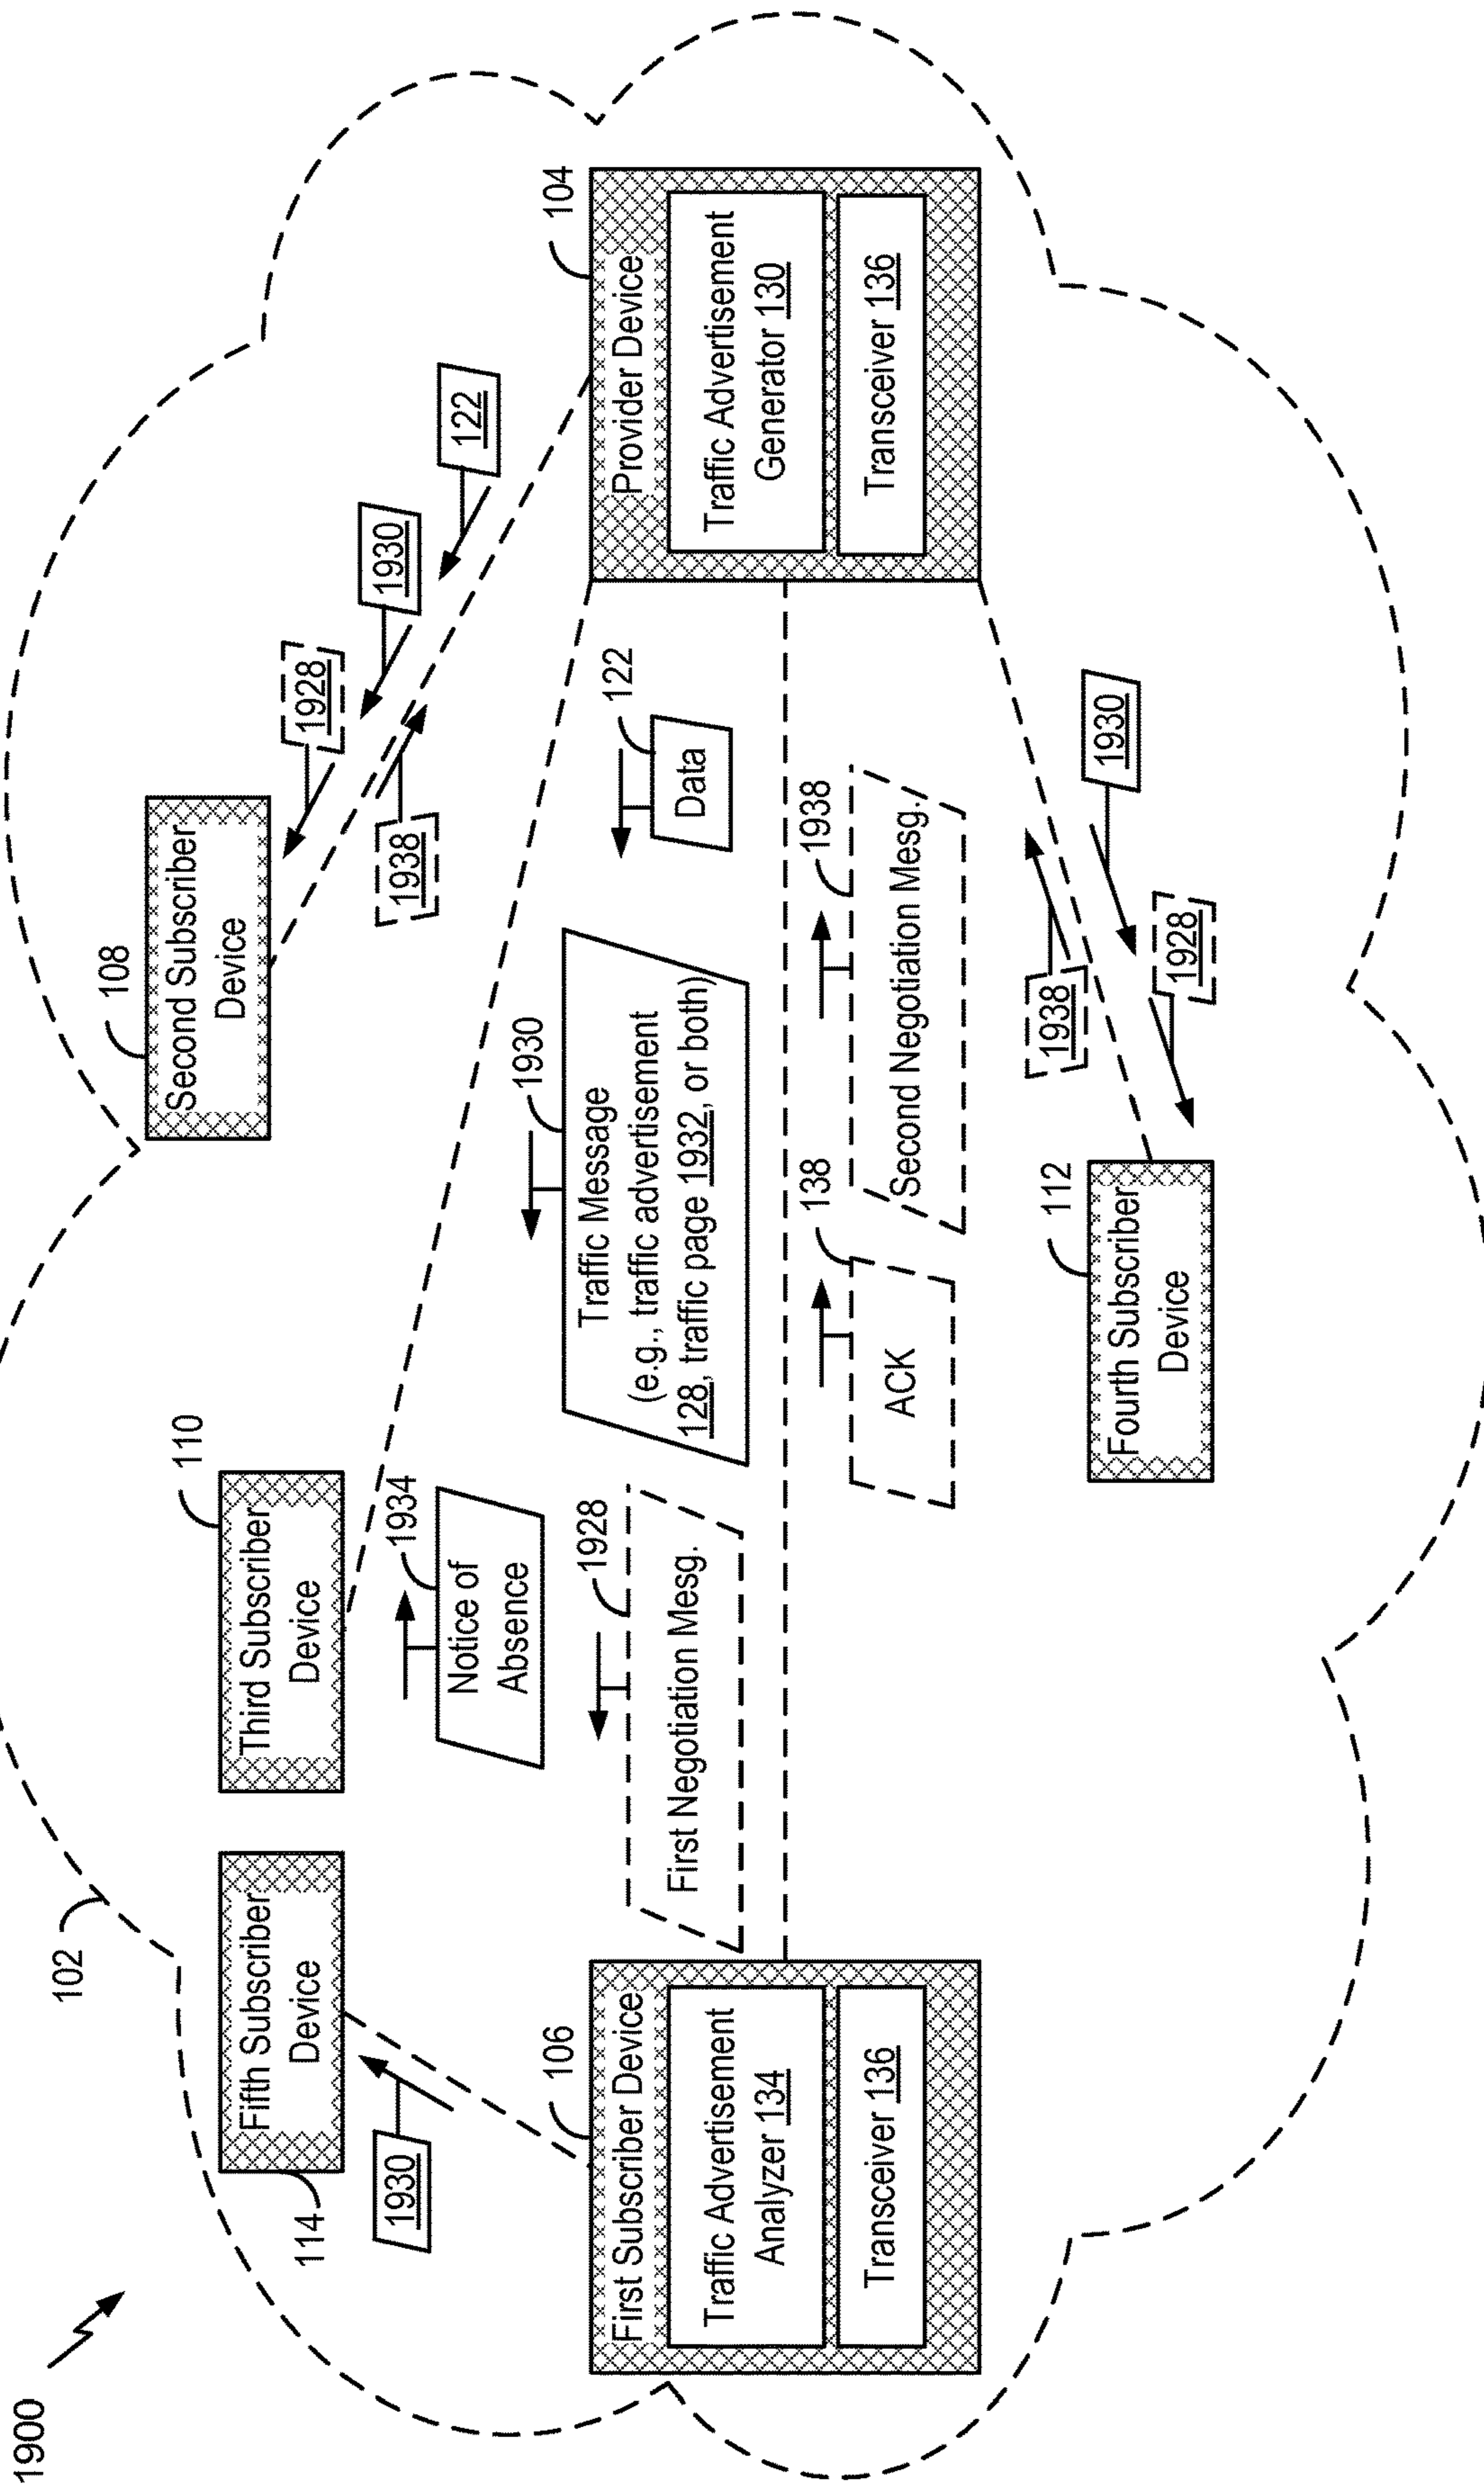 1900
102
114
Fifth Subscriber
Device
1930
110
Third Subscriber
Device
108
Second Subscriber
Device
1928
1930
122
1938
1934
Notice of
Absence
1930
Traffic Message
(e.g., traffic advertisement
128, traffic page 1932, or both)
122
Data
104
Provider Device
Traffic Advertisement
Generator 130
Transceiver 136
106
First Subscriber Device
Traffic Advertisement
Analyzer 134
Transceiver 136
1928
First Negotiation Mesg.
138
ACK
1938
Second Negotiation Mesg.
112
Fourth Subscriber
Device
1938
1930
1928